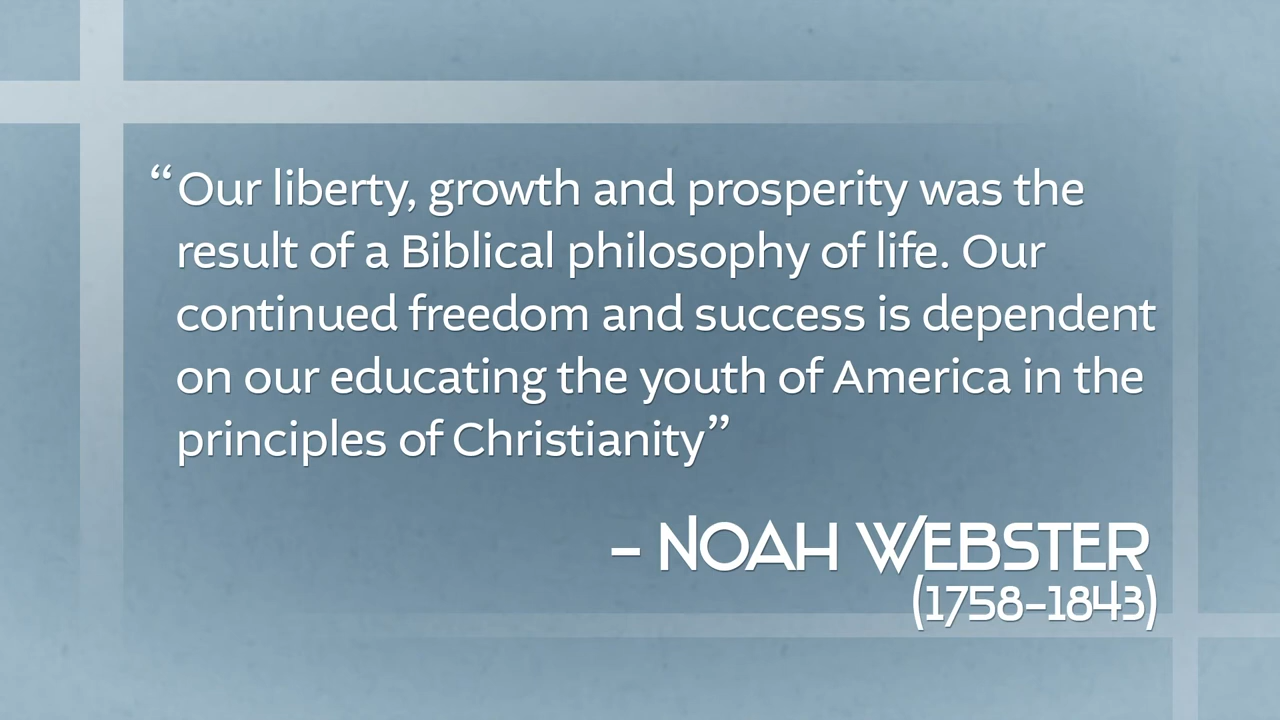 “Our liberty, growth and prosperity was the
result of a Biblical philosophy of life. Our
continued freedom and success is dependent
on our educating the youth of America in the
principles of Christianity”
– NOAH WEBSTER
(1758–1843)